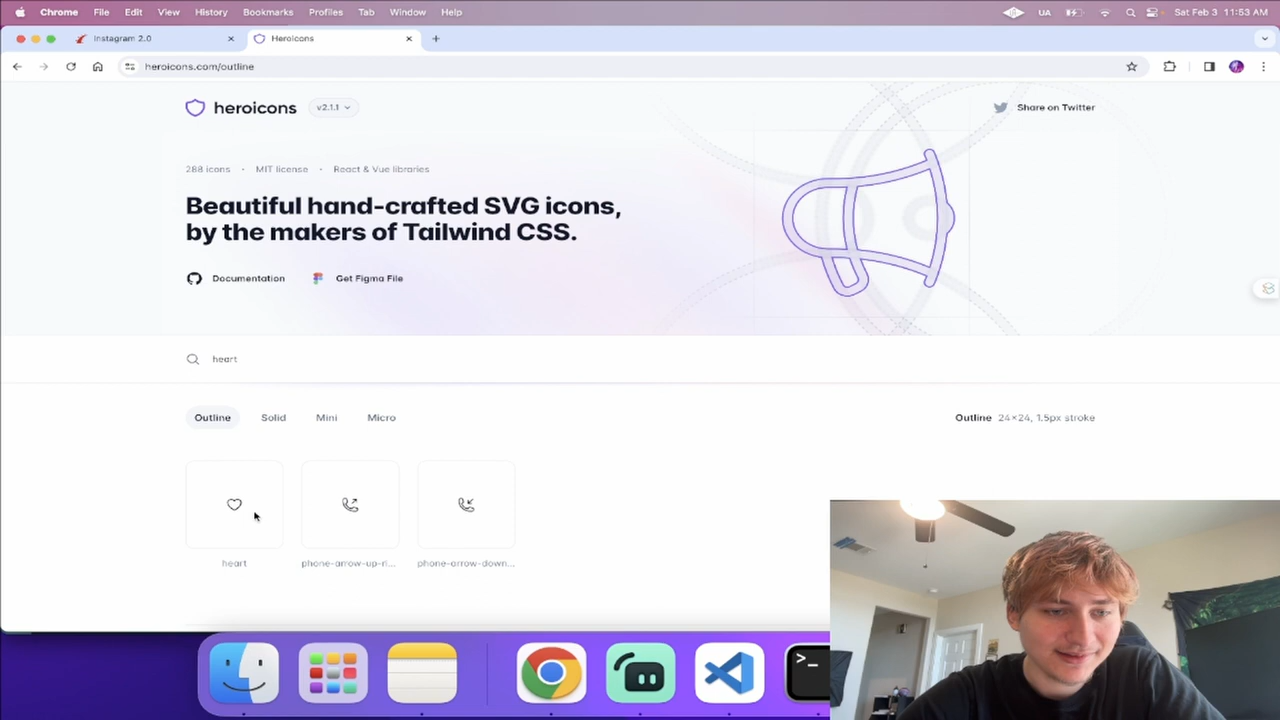 Chrome File Edit View History Bookmarks Profiles Tab Window Help
UA
Sat Feb 3 11:53 AM
Instagram 2.0
Heroicons
heroicons.com/outline
heroicons
v2.1.1
Share on Twitter
288 icons · MIT license · React & Vue libraries
Beautiful hand-crafted SVG icons,
by the makers of Tailwind CSS.
Documentation
Get Figma File
heart
Outline Solid Mini Micro
Outline 24×24, 1.5px stroke
heart
phone-arrow-up-ri...
phone-arrow-down...
>_